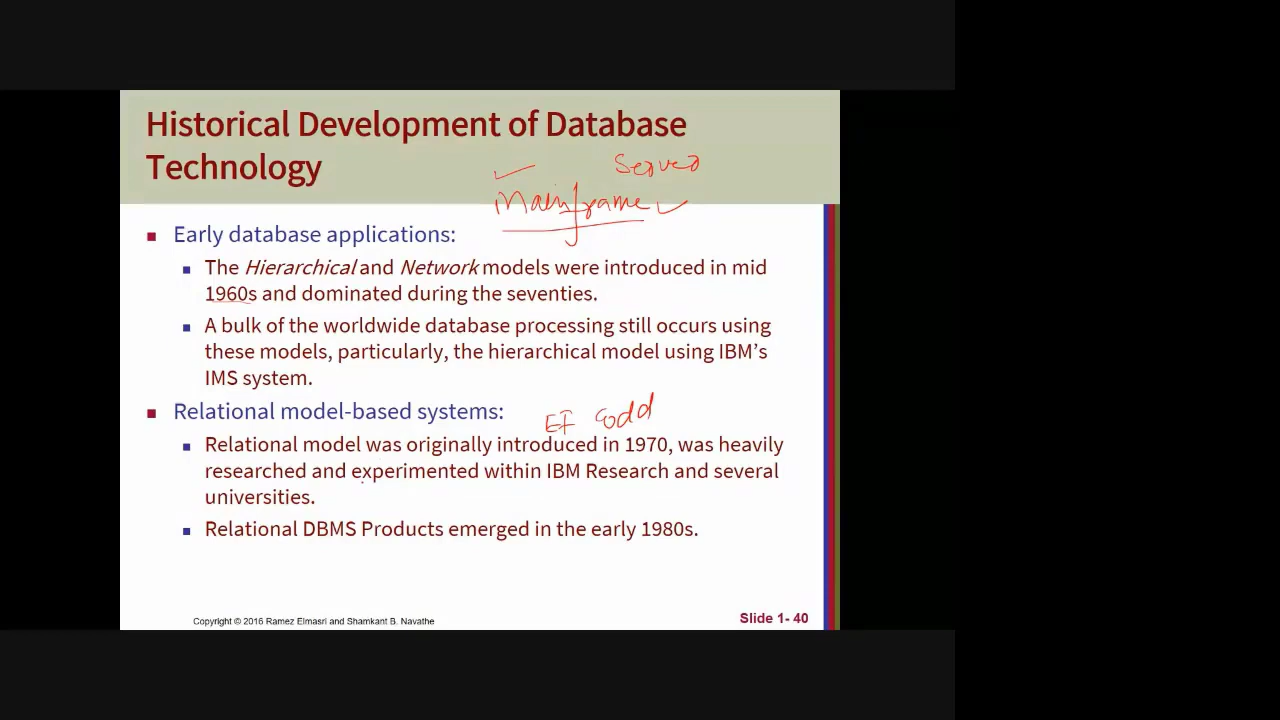 Historical Development of Database
Technology
Server
Mainframe
■ Early database applications:
■ The Hierarchical and Network models were introduced in mid
1960s and dominated during the seventies.
■ A bulk of the worldwide database processing still occurs using
these models, particularly, the hierarchical model using IBM’s
IMS system.
■ Relational model-based systems:
EF Codd
■ Relational model was originally introduced in 1970, was heavily
researched and experimented within IBM Research and several
universities.
■ Relational DBMS Products emerged in the early 1980s.
Copyright © 2016 Ramez Elmasri and Shamkant B. Navathe
Slide 1- 40